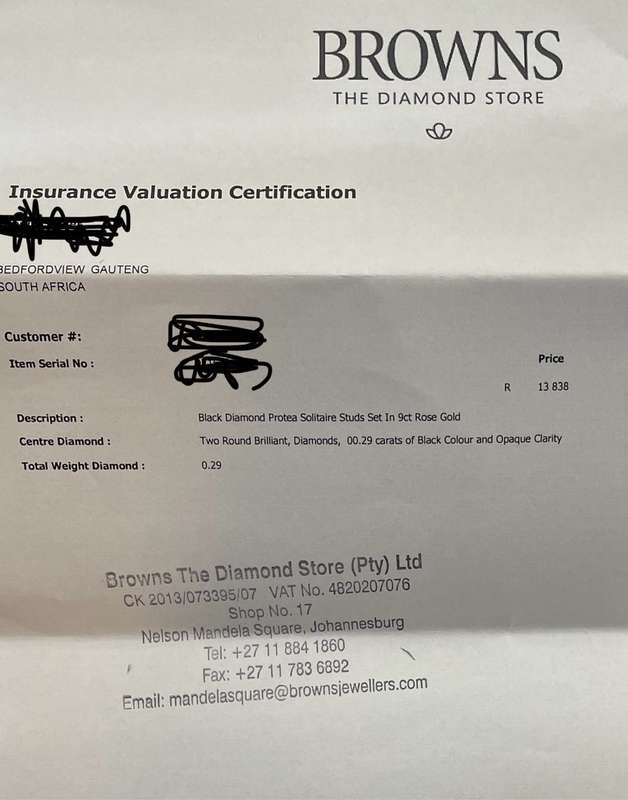 BROWNS
THE DIAMOND STORE
Insurance Valuation Certification
BEDFORDVIEW GAUTENG
SOUTH AFRICA
Customer #:
Item Serial No :
Price
R 13 838
Description : Black Diamond Protea Solitaire Studs Set In 9ct Rose Gold
Centre Diamond : Two Round Brilliant, Diamonds, 00.29 carats of Black Colour and Opaque Clarity
Total Weight Diamond : 0.29
Browns The Diamond Store (Pty) Ltd
CK 2013/073395/07 VAT No. 4820207076
Shop No. 17
Nelson Mandela Square, Johannesburg
Tel: +27 11 884 1860
Fax: +27 11 783 6892
Email: mandelasquare@brownsjewellers.com